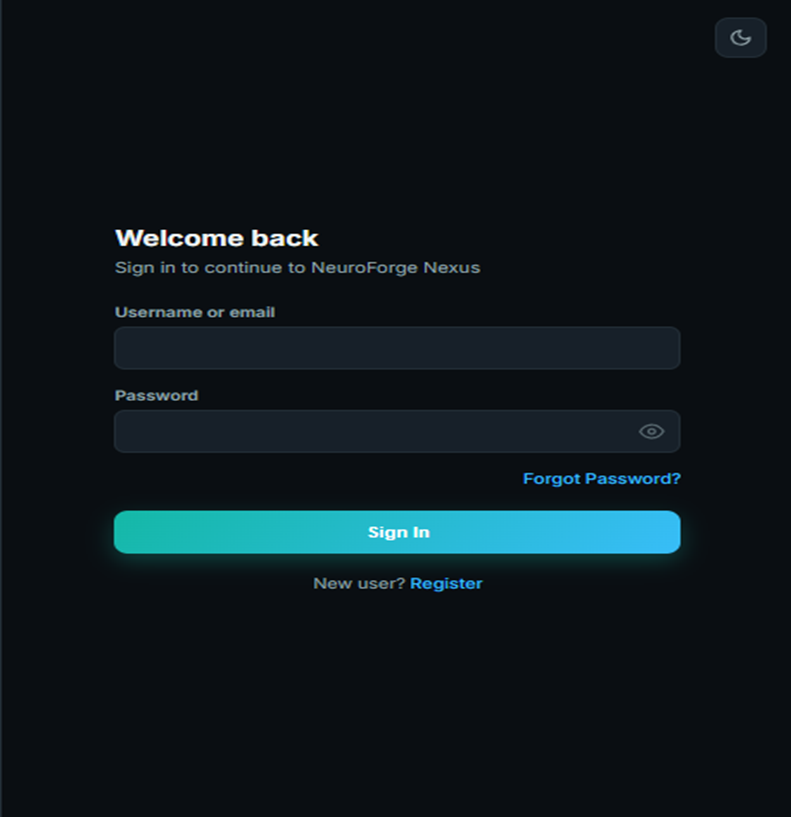 Welcome back
Sign in to continue to NeuroForge Nexus
Username or email
Password
Forgot Password?
Sign In
New user? Register